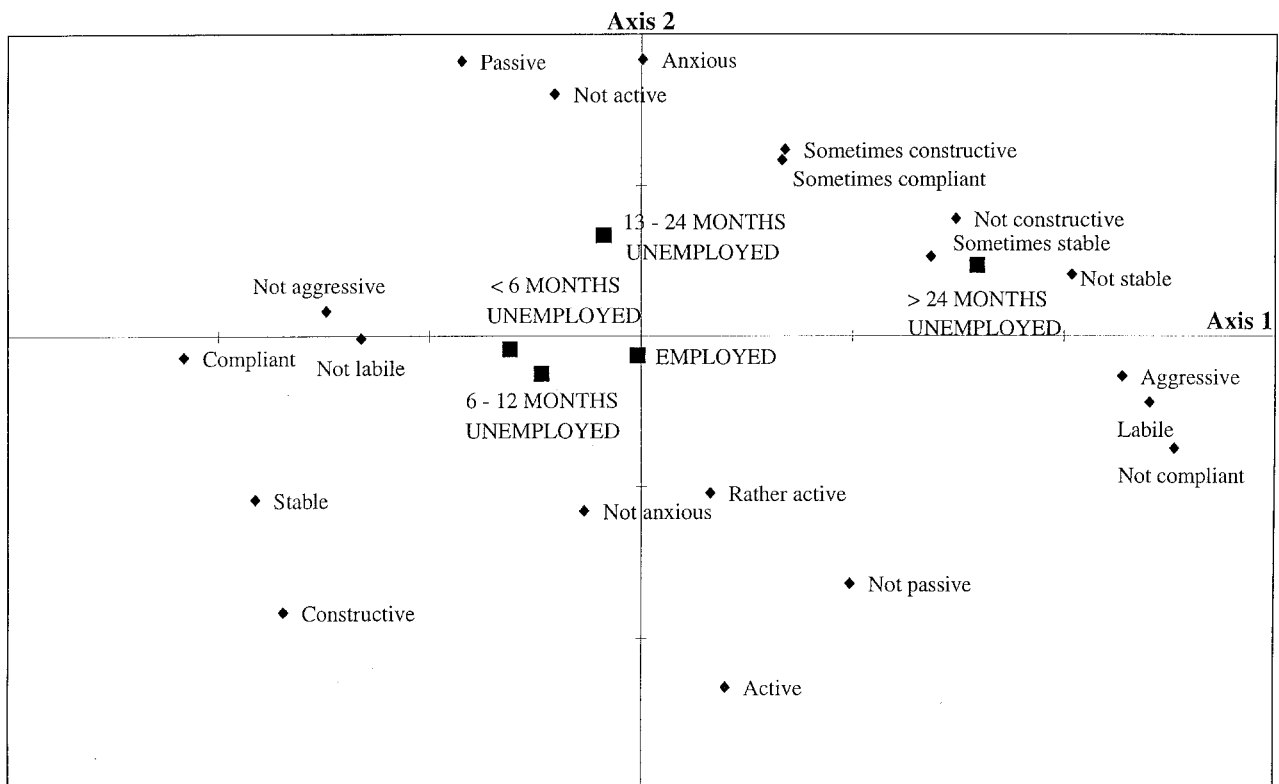 Axis 2
Passive
Anxious
Not active
Sometimes constructive
Sometimes compliant
13 - 24 MONTHS
UNEMPLOYED
Not constructive
Sometimes stable
Not aggressive
< 6 MONTHS
UNEMPLOYED
Not stable
> 24 MONTHS
UNEMPLOYED
Axis 1
Compliant
Not labile
EMPLOYED
Aggressive
6 - 12 MONTHS
UNEMPLOYED
Labile
Not compliant
Stable
Not anxious
Rather active
Not passive
Constructive
Active